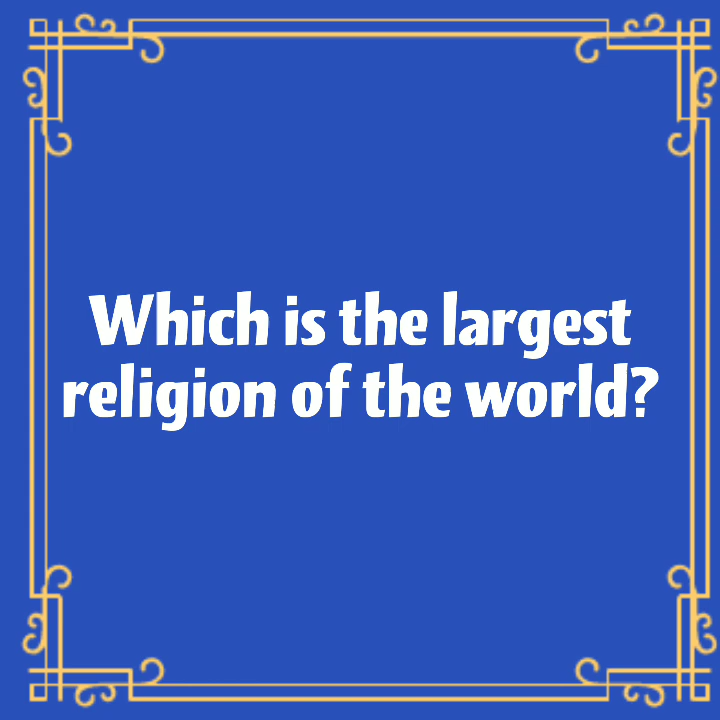 Which is the largest
religion of the world?